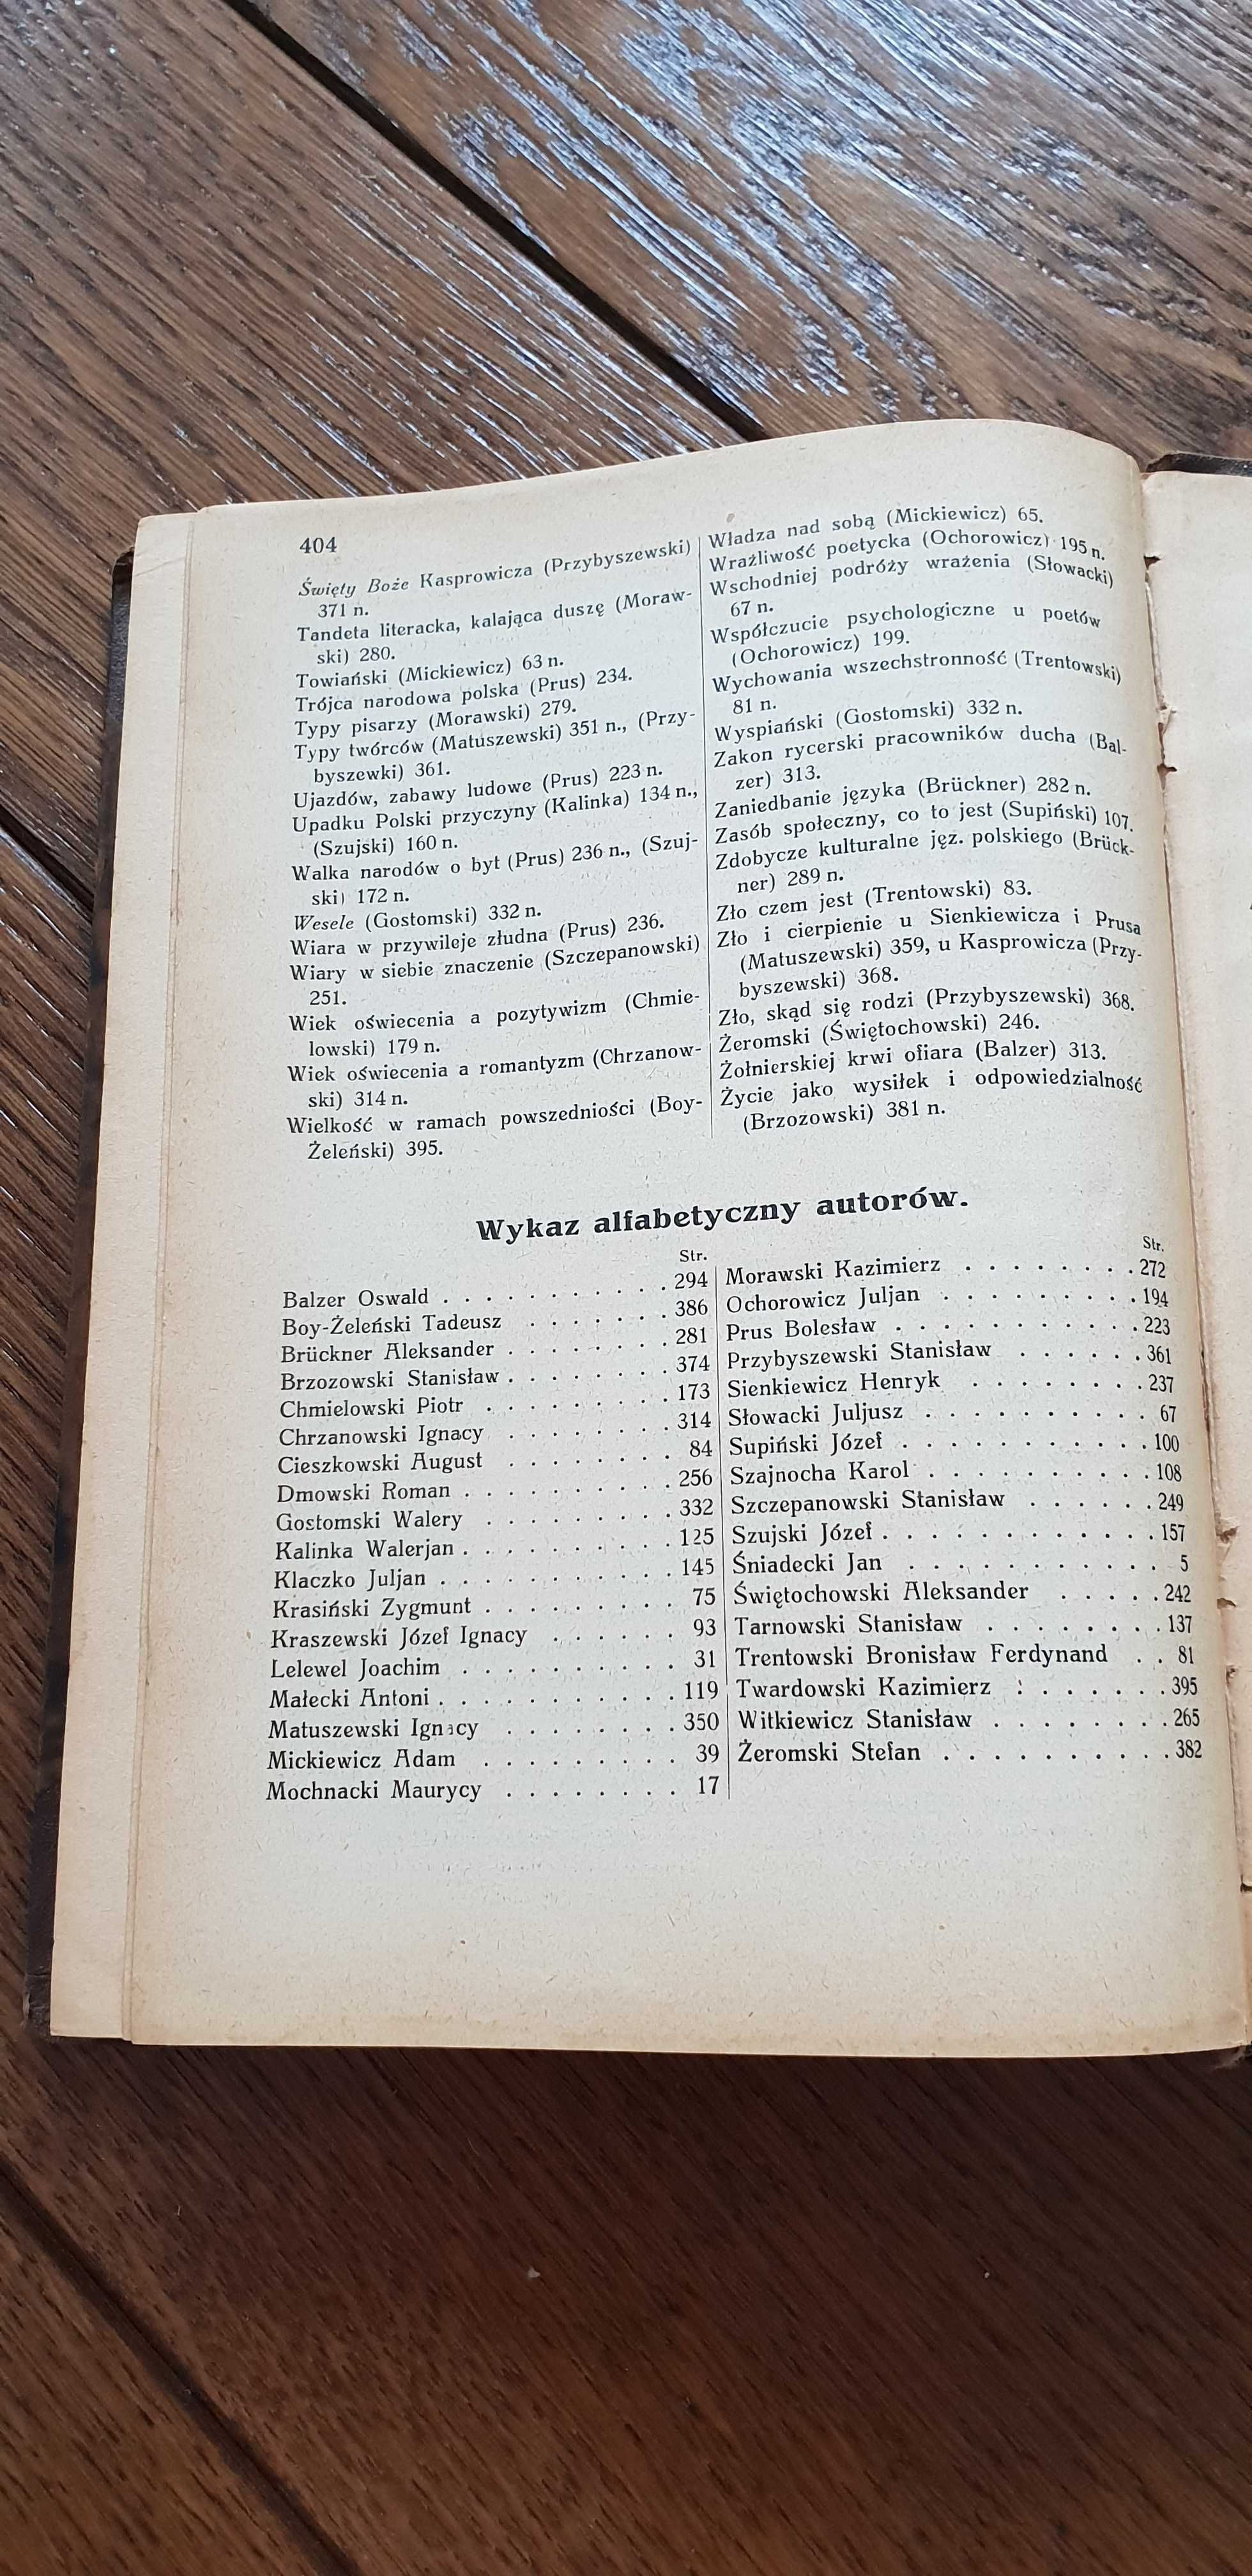 404
Święty Boże Kasprowicza (Przybyszewski)
371 n.
Tandeta literacka, kalająca duszę (Moraw-
ski) 280.
Towiański (Mickiewicz) 63 n.
Trójca narodowa polska (Prus) 234.
Typy pisarzy (Morawski) 279.
Typy twórców (Matuszewski) 351 n., (Przy-
byszewki) 361.
Ujazdów, zabawy ludowe (Prus) 223 n.
Upadku Polski przyczyny (Kalinka) 134 n.,
(Szujski) 160 n.
Walka narodów o byt (Prus) 236 n., (Szuj-
ski) 172 n.
Wesele (Gostomski) 332 n.
Wiara w przywileje złudna (Prus) 236.
Wiary w siebie znaczenie (Szczepanowski)
251.
Wiek oświecenia a pozytywizm (Chmie-
lowski) 179 n.
Wiek oświecenia a romantyzm (Chrzanow-
ski) 314 n.
Wielkość w ramach powszedniości (Boy-
Żeleński) 395.
Władza nad sobą (Mickiewicz) 65.
Wrażliwość poetycka (Ochorowicz) 195 n.
Wschodniej podróży wrażenia (Słowacki)
67 n.
Współczucie psychologiczne u poetów
(Ochorowicz) 199.
Wychowania wszechstronność (Trentowski)
81 n.
Wyspiański (Gostomski) 332 n.
Zakon rycerski pracowników ducha (Bal-
zer) 313.
Zaniedbanie języka (Brückner) 282 n.
Zasób społeczny, co to jest (Supiński) 107.
Zdobycze kulturalne jęz. polskiego (Brück-
ner) 289 n.
Zło czem jest (Trentowski) 83.
Zło i cierpienie u Sienkiewicza i Prusa
(Matuszewski) 359, u Kasprowicza (Przy-
byszewski) 368.
Zło, skąd się rodzi (Przybyszewski) 368.
Żeromski (Świętochowski) 246.
Żołnierskiej krwi ofiara (Balzer) 313.
Życie jako wysiłek i odpowiedzialność
(Brzozowski) 381 n.
Wykaz alfabetyczny autorów.
Str.
Balzer Oswald . . . . . . . . . . . 294
Boy-Żeleński Tadeusz . . . . . . . 386
Brückner Aleksander . . . . . . . . 281
Brzozowski Stanisław . . . . . . . . 374
Chmielowski Piotr . . . . . . . . . 173
Chrzanowski Ignacy . . . . . . . . 314
Cieszkowski August . . . . . . . . 84
Dmowski Roman . . . . . . . . . . 256
Gostomski Walery . . . . . . . . . 332
Kalinka Walerjan . . . . . . . . . . 125
Klaczko Juljan . . . . . . . . . . . 145
Krasiński Zygmunt . . . . . . . . . 75
Kraszewski Józef Ignacy . . . . . . 93
Lelewel Joachim . . . . . . . . . . 31
Małecki Antoni . . . . . . . . . . . 119
Matuszewski Ignacy . . . . . . . . 350
Mickiewicz Adam . . . . . . . . . 39
Mochnacki Maurycy . . . . . . . . 17
Str.
Morawski Kazimierz . . . . . . . . 272
Ochorowicz Juljan . . . . . . . . . 194
Prus Bolesław . . . . . . . . . . . 223
Przybyszewski Stanisław . . . . . . 361
Sienkiewicz Henryk . . . . . . . . 237
Słowacki Juljusz . . . . . . . . . . 67
Supiński Józef . . . . . . . . . . . 100
Szajnocha Karol . . . . . . . . . . 108
Szczepanowski Stanisław . . . . . . 249
Szujski Józef . . . . . . . . . . . . 157
Śniadecki Jan . . . . . . . . . . . 5
Świętochowski Aleksander . . . . . 242
Tarnowski Stanisław . . . . . . . . 137
Trentowski Bronisław Ferdynand . . 81
Twardowski Kazimierz . . . . . . . 395
Witkiewicz Stanisław . . . . . . . . 265
Żeromski Stefan . . . . . . . . . . 382